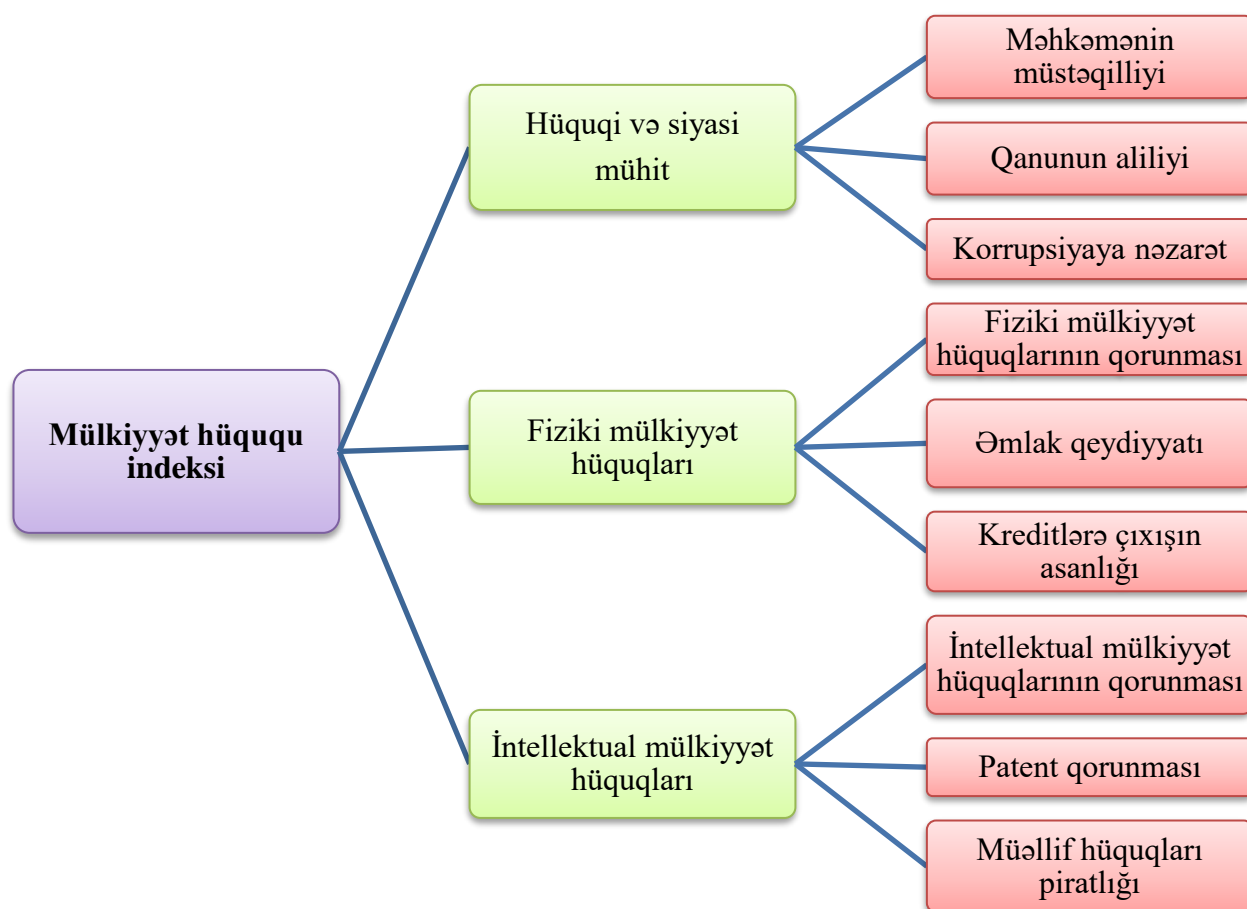 Mülkiyyət hüququ
indeksi
Hüquqi və siyasi
mühit
Məhkəmənin
müstəqilliyi
Qanunun aliliyi
Korrupsiyaya nəzarət
Fiziki mülkiyyət
hüquqları
Fiziki mülkiyyət
hüquqlarının qorunması
Əmlak qeydiyyatı
Kreditlərə çıxışın
asanlığı
İntellektual mülkiyyət
hüquqları
İntellektual mülkiyyət
hüquqlarının qorunması
Patent qorunması
Müəllif hüquqları
piratlığı